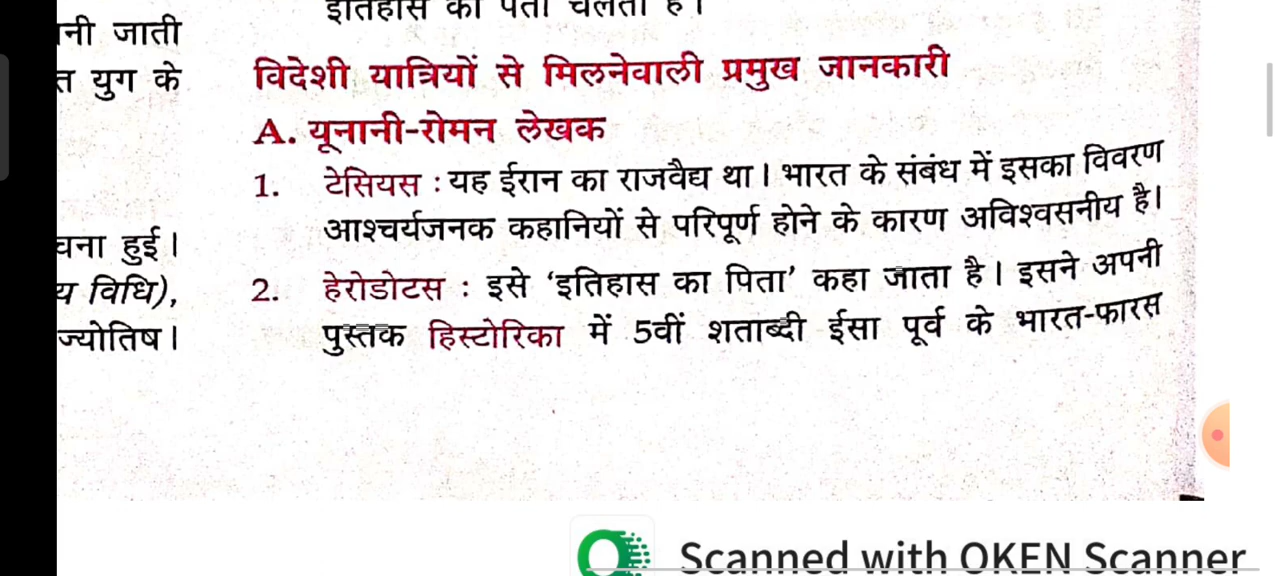 नी जाती
त युग के
चना हुई।
य विधि),
ज्योतिष।
इतिहास का पता चलता है।
विदेशी यात्रियों से मिलनेवाली प्रमुख जानकारी
A. यूनानी-रोमन लेखक
1. टेसियस : यह ईरान का राजवैद्य था। भारत के संबंध में इसका विवरण
आश्चर्यजनक कहानियों से परिपूर्ण होने के कारण अविश्वसनीय है।
2. हेरोडोटस : इसे ‘इतिहास का पिता’ कहा जाता है। इसने अपनी
पुस्तक हिस्टोरिका में 5वीं शताब्दी ईसा पूर्व के भारत-फारस
Scanned with OKEN Scanner